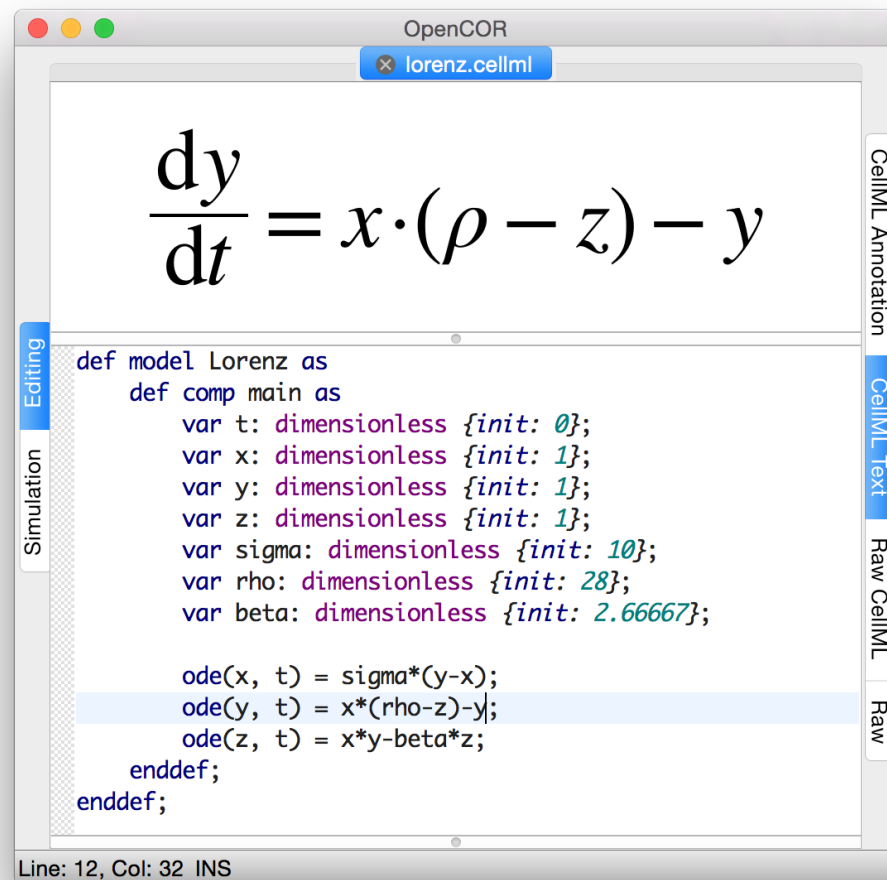 OpenCOR
lorenz.cellml
dy
dt
= x·(ρ − z) − y
Editing
Simulation
def model Lorenz as
    def comp main as
        var t: dimensionless {init: 0};
        var x: dimensionless {init: 1};
        var y: dimensionless {init: 1};
        var z: dimensionless {init: 1};
        var sigma: dimensionless {init: 10};
        var rho: dimensionless {init: 28};
        var beta: dimensionless {init: 2.66667};

        ode(x, t) = sigma*(y-x);
        ode(y, t) = x*(rho-z)-y;
        ode(z, t) = x*y-beta*z;
    enddef;
enddef;
CellML Annotation
CellML Text
Raw CellML
Raw
Line: 12, Col: 32 INS